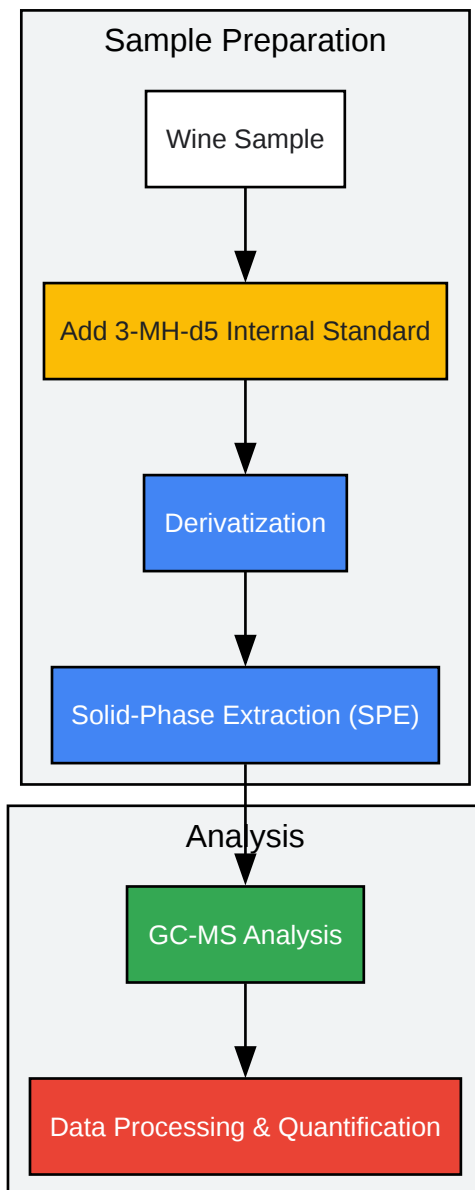 Sample Preparation
Wine Sample
Add 3-MH-d5 Internal Standard
Derivatization
Solid-Phase Extraction (SPE)
Analysis
GC-MS Analysis
Data Processing & Quantification